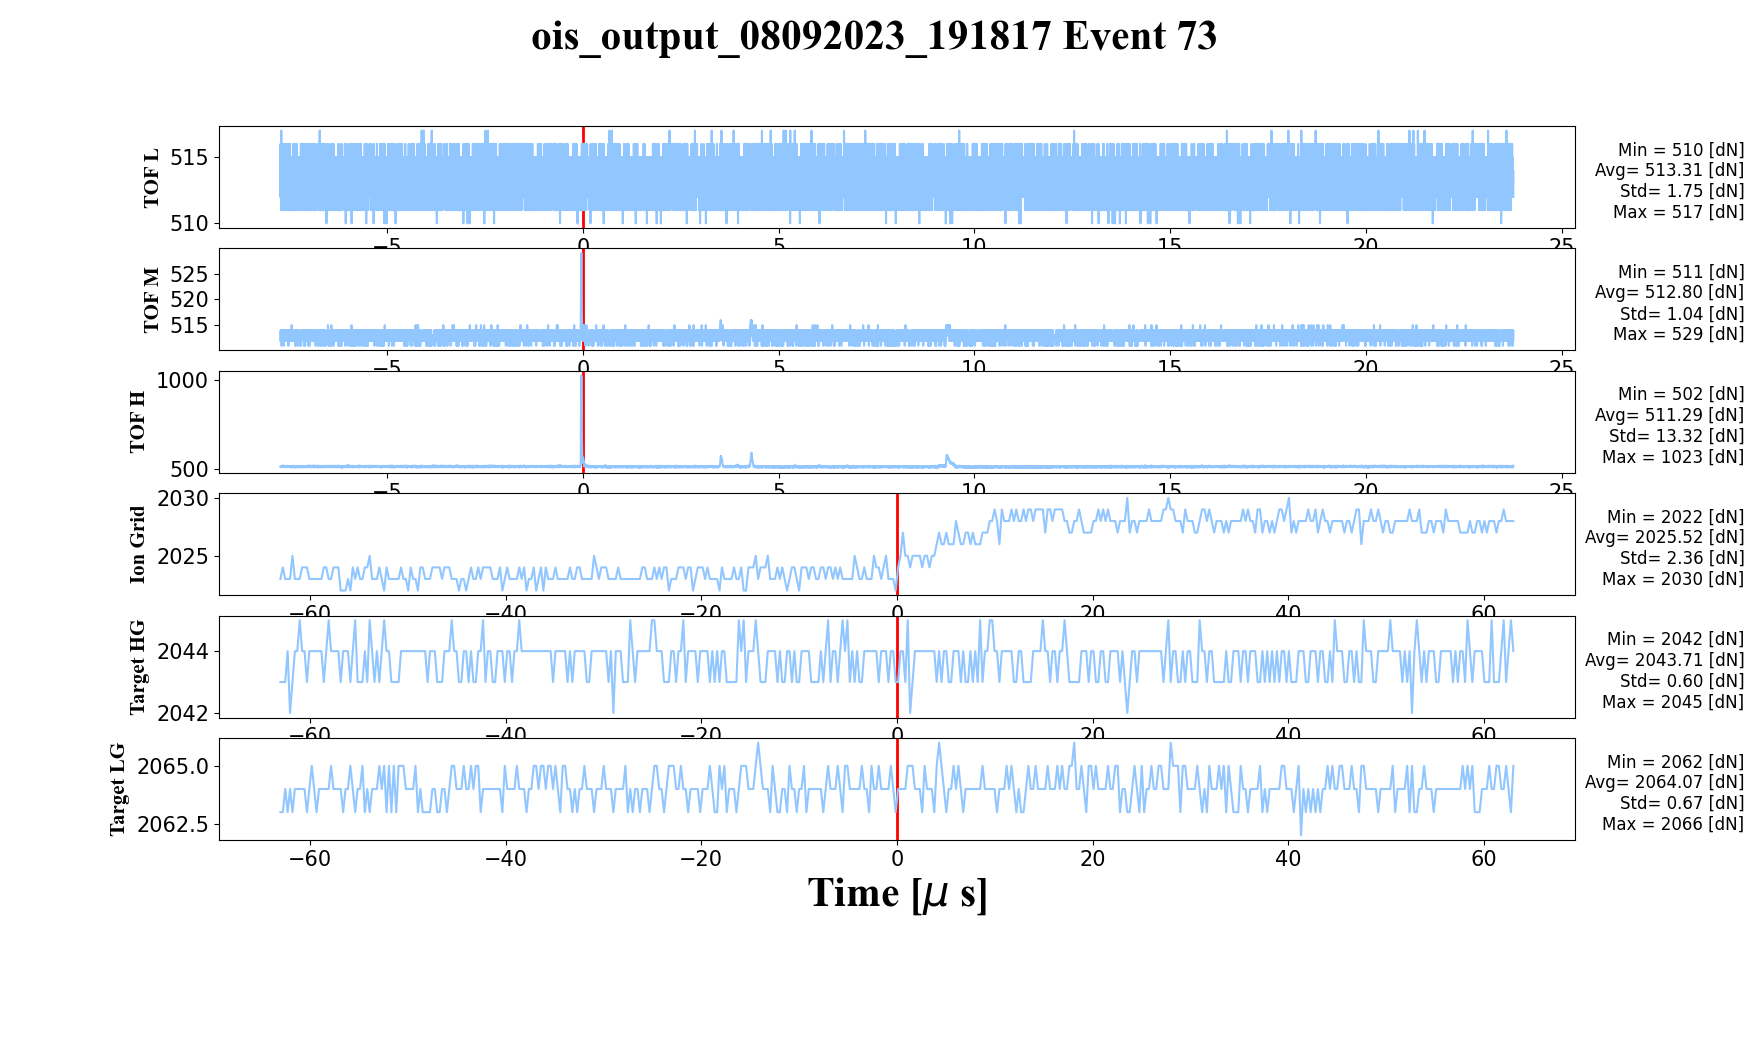 ois_output_08092023_191817 Event 73
TOF L
515
510
−5
0
5
10
15
20
25
Min = 510 [dN]
Avg= 513.31 [dN]
Std= 1.75 [dN]
Max = 517 [dN]
TOF M
525
520
515
−5
0
5
10
15
20
25
Min = 511 [dN]
Avg= 512.80 [dN]
Std= 1.04 [dN]
Max = 529 [dN]
TOF H
1000
500
−5
0
5
10
15
20
25
Min = 502 [dN]
Avg= 511.29 [dN]
Std= 13.32 [dN]
Max = 1023 [dN]
Ion Grid
2030
2025
−60
−40
−20
0
20
40
60
Min = 2022 [dN]
Avg= 2025.52 [dN]
Std= 2.36 [dN]
Max = 2030 [dN]
Target HG
2044
2042
−60
−40
−20
0
20
40
60
Min = 2042 [dN]
Avg= 2043.71 [dN]
Std= 0.60 [dN]
Max = 2045 [dN]
Target LG
2065.0
2062.5
−60
−40
−20
0
20
40
60
Min = 2062 [dN]
Avg= 2064.07 [dN]
Std= 0.67 [dN]
Max = 2066 [dN]
Time [μ s]